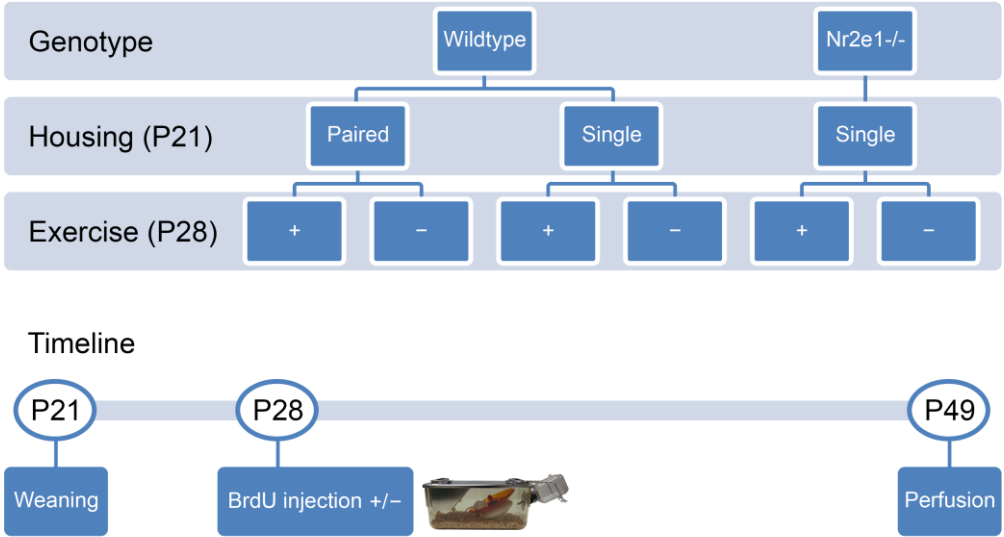 Genotype
Wildtype
Nr2e1-/-
Housing (P21)
Paired
Single
Single
Exercise (P28)
+
−
+
−
+
−
Timeline
P21
P28
P49
Weaning
BrdU injection +/−
Perfusion